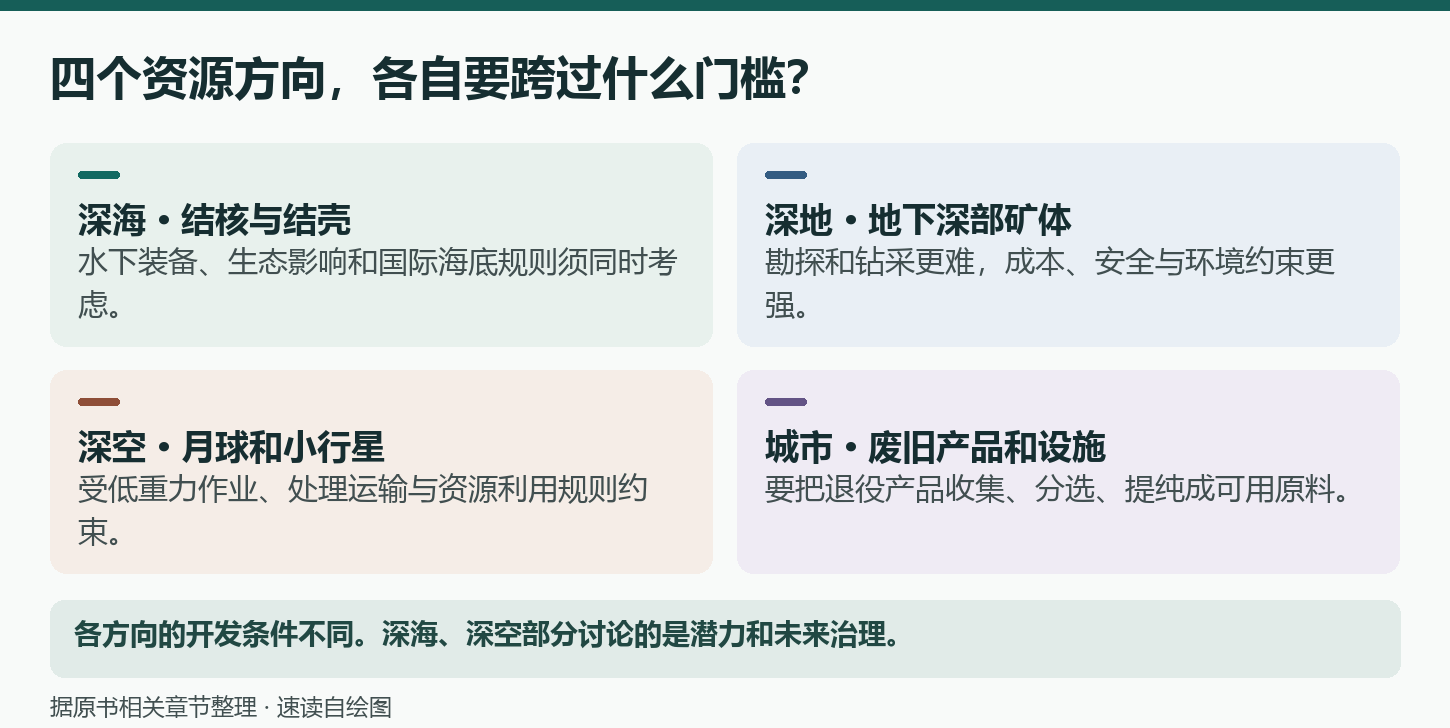 四个资源方向，各自要跨过什么门槛？
深海・结核与结壳
水下装备、生态影响和国际海底规则须同时考
虑。
深地・地下深部矿体
勘探和钻采更难，成本、安全与环境约束更
强。
深空・月球和小行星
受低重力作业、处理运输与资源利用规则约
束。
城市・废旧产品和设施
要把退役产品收集、分选、提纯成可用原料。
各方向的开发条件不同。深海、深空部分讨论的是潜力和未来治理。
据原书相关章节整理 · 速读自绘图